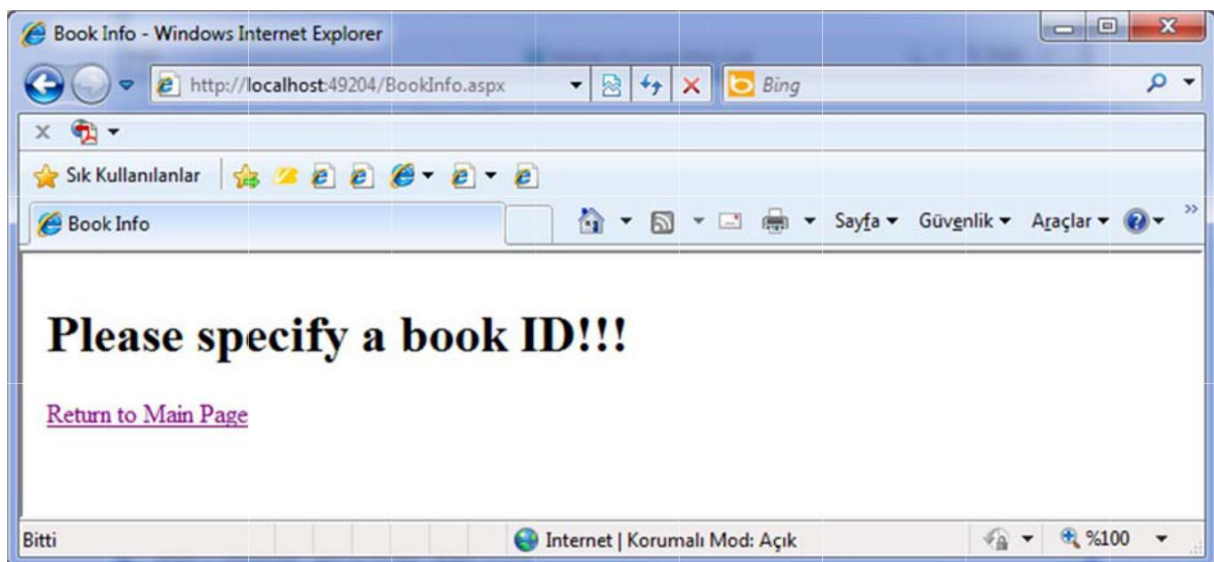 Book Info - Windows Internet Explorer
http://localhost:49204/BookInfo.aspx
Bing
Sık Kullanılanlar
Book Info
Sayfa
Güvenlik
Araçlar
Please specify a book ID!!!
Return to Main Page
Bitti
Internet | Korumalı Mod: Açık
%100